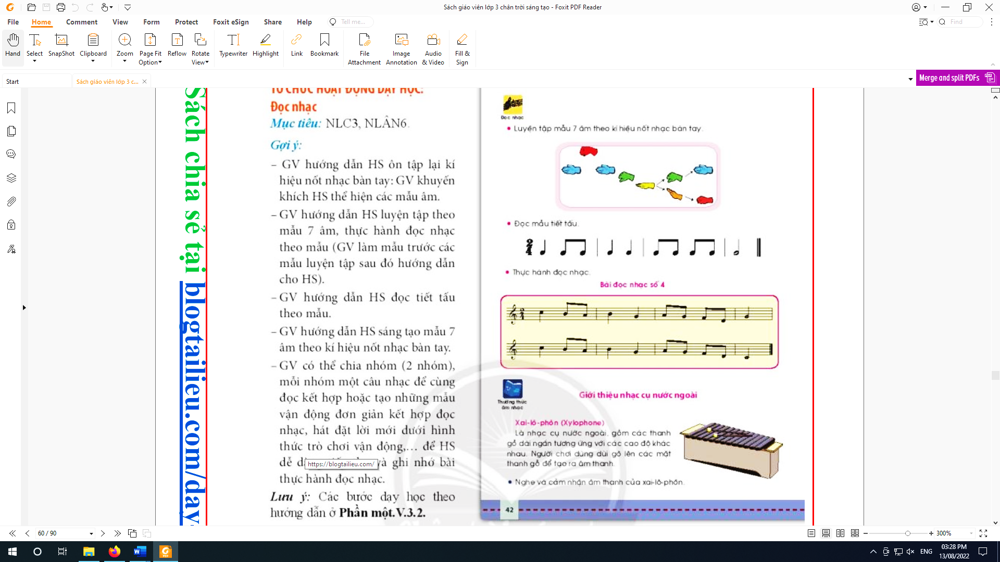 Sách giáo viên lớp 3 chân trời sáng tạo - Foxit PDF Reader
File Home Comment View Form Protect Foxit eSign Share Help Tell me... Find
Hand Select SnapShot Clipboard Zoom Page Fit Option Reflow Rotate View Typewriter Highlight Link Bookmark File Attachment Image Annotation Audio & Video Fill & Sign
Start Sách giáo viên lớp 3 c... Merge and split PDFs
Sách chia sẻ tại blogtailieu.com/day
TỔ CHỨC HOẠT ĐỘNG DẠY HỌC:
Đọc nhạc
Mục tiêu: NLC3, NLÂN6.
Gợi ý:
– GV hướng dẫn HS ôn tập lại kí
hiệu nốt nhạc bàn tay: GV khuyến
khích HS thể hiện các mẫu âm.
– GV hướng dẫn HS luyện tập theo
mẫu 7 âm, thực hành đọc nhạc
theo mẫu (GV làm mẫu trước các
mẫu luyện tập sau đó hướng dẫn
cho HS).
– GV hướng dẫn HS đọc tiết tấu
theo mẫu.
– GV hướng dẫn HS sáng tạo mẫu 7
âm theo kí hiệu nốt nhạc bàn tay.
– GV có thể chia nhóm (2 nhóm),
mỗi nhóm một câu nhạc để cùng
đọc kết hợp hoặc tạo những mẫu
vận động đơn giản kết hợp đọc
nhạc, hát đặt lời mới dưới hình
thức trò chơi vận động,... để HS
dễ và ghi nhớ bài
https://blogtailieu.com/
thực hành đọc nhạc.
Lưu ý: Các bước dạy học theo
hướng dẫn ở Phần một.V.3.2.
Đọc nhạc
• Luyện tập mẫu 7 âm theo kí hiệu nốt nhạc bàn tay.
• Đọc mẫu tiết tấu.
2
4
• Thực hành đọc nhạc.
Bài đọc nhạc số 4
2
4
Thường thức
âm nhạc
Giới thiệu nhạc cụ nước ngoài
Xai-lô-phôn (Xylophone)
Là nhạc cụ nước ngoài, gồm các thanh
gỗ dài ngắn tương ứng với các cao độ khác
nhau. Người chơi dùng dùi gõ lên các mặt
thanh gỗ để tạo ra âm thanh.
• Nghe và cảm nhận âm thanh của xai-lô-phôn.
42
60 / 90
300%
ENG
03:28 PM
13/08/2022